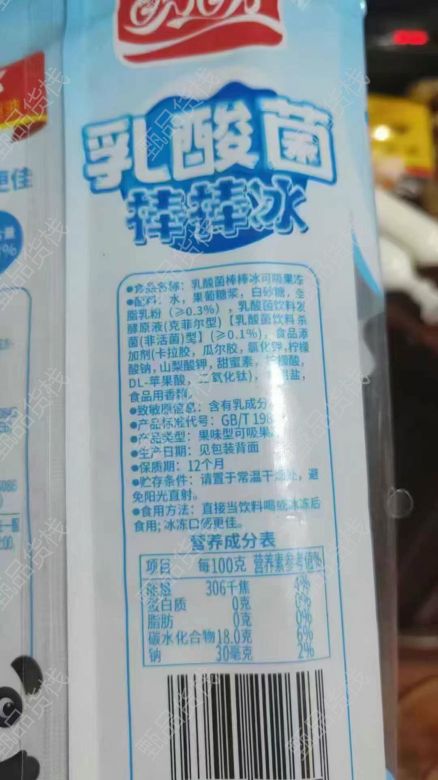 盼盼
乳酸菌
棒棒冰
●食品名称：乳酸菌棒棒冰可吸果冻
●配料：水，果葡糖浆，白砂糖，全
脂乳粉（≥0.3%），乳酸菌饮料发
酵原液(克菲尔型)【乳酸菌饮料杀
菌(非活菌)型】（≥0.1%），食品添
加剂(卡拉胶，瓜尔胶，氯化钾,柠檬
酸钠,山梨酸钾，甜蜜素，柠檬酸,
DL-苹果酸，二氧化钛)，食用盐,
食品用香精。
●致敏原信息：含有乳成分
●产品标准代号：GB/T 198
●产品类型：果味型可吸果
●生产日期：见包装背面
●保质期：12个月
●贮存条件：请置于常温干燥处，避
免阳光直射。
●食用方法：直接当饮料喝或冰冻后
食用；冰冻口感更佳。
营养成分表
项目 每100克 营养素参考值%
能量 306千焦 4%
蛋白质 0克 0%
脂肪 0克 0%
碳水化合物 18.0克 6%
钠 30毫克 2%
更佳
甄品货栈